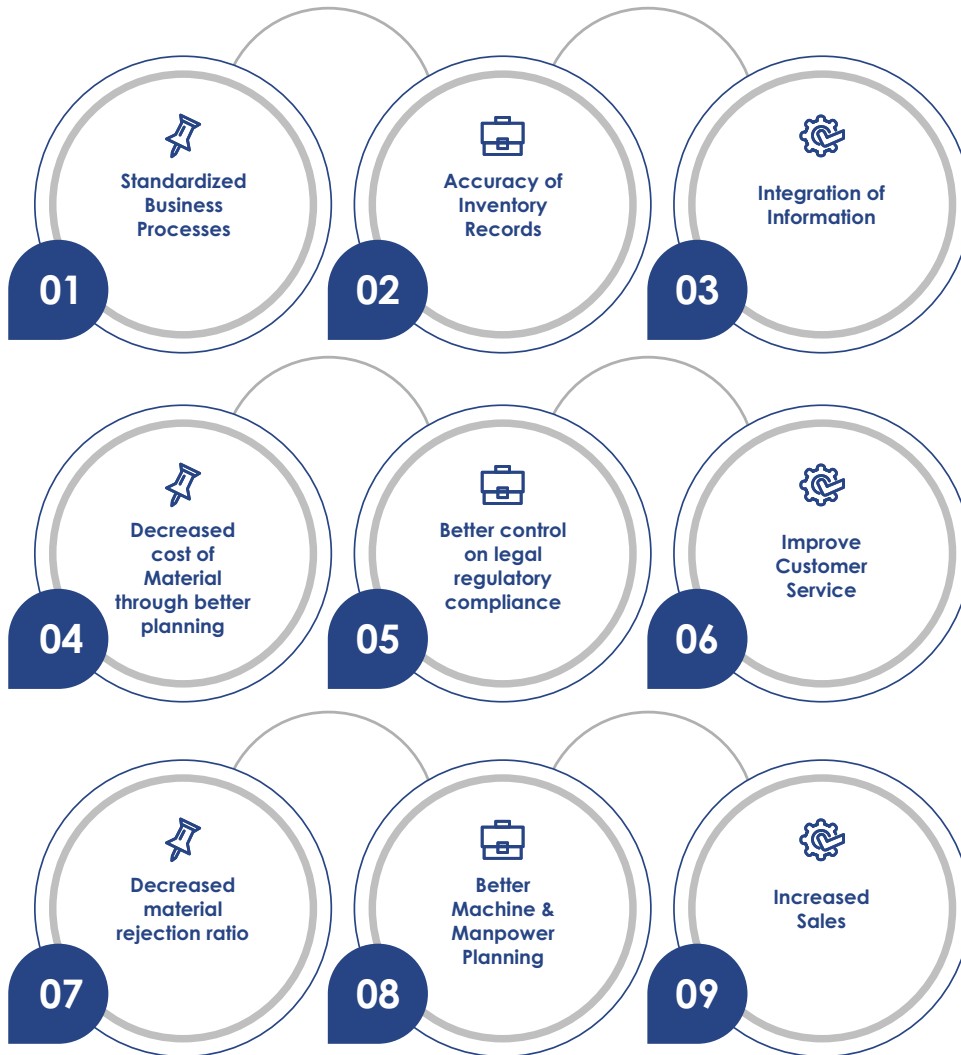 Standardized
Business
Processes
01
Accuracy of
Inventory
Records
02
Integration of
Information
03
Decreased
cost of
Material
through better
planning
04
Better control
on legal
regulatory
compliance
05
Improve
Customer
Service
06
Decreased
material
rejection ratio
07
Better
Machine &
Manpower
Planning
08
Increased
Sales
09